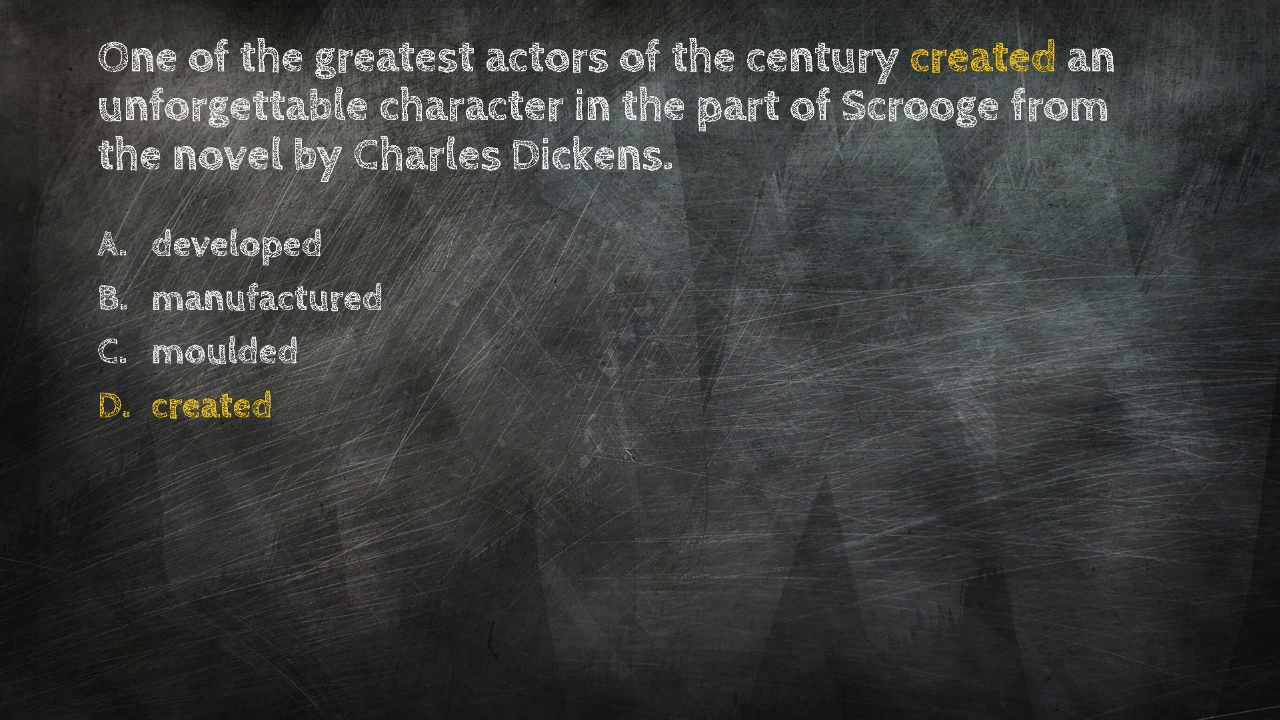 One of the greatest actors of the century created an
unforgettable character in the part of Scrooge from
the novel by Charles Dickens.
A. developed
B. manufactured
C. moulded
D. created